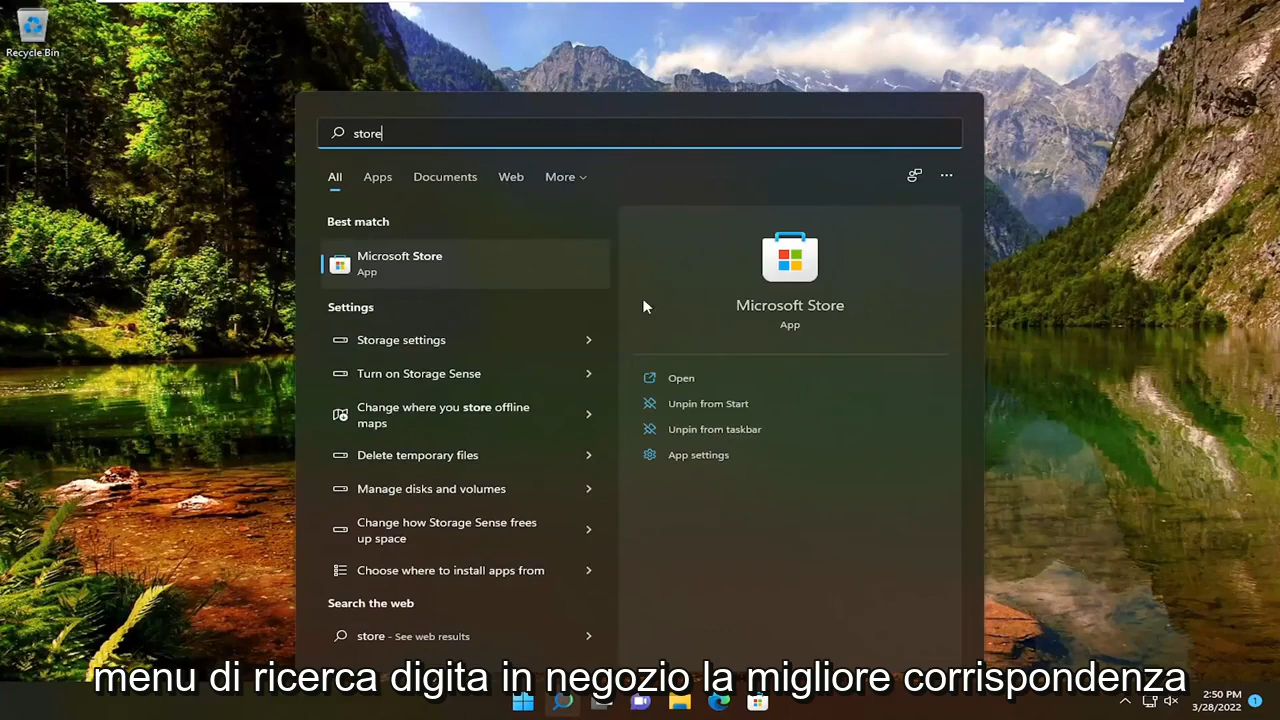 Recycle Bin
store
All Apps Documents Web More
Best match
Microsoft Store
App
Settings
Storage settings
Turn on Storage Sense
Change where you store offline
maps
Delete temporary files
Manage disks and volumes
Change how Storage Sense frees
up space
Choose where to install apps from
Search the web
store - See web results
Microsoft Store
App
Open
Unpin from Start
Unpin from taskbar
App settings
menu di ricerca digita in negozio la migliore corrispondenza
2:50 PM
3/28/2022
1